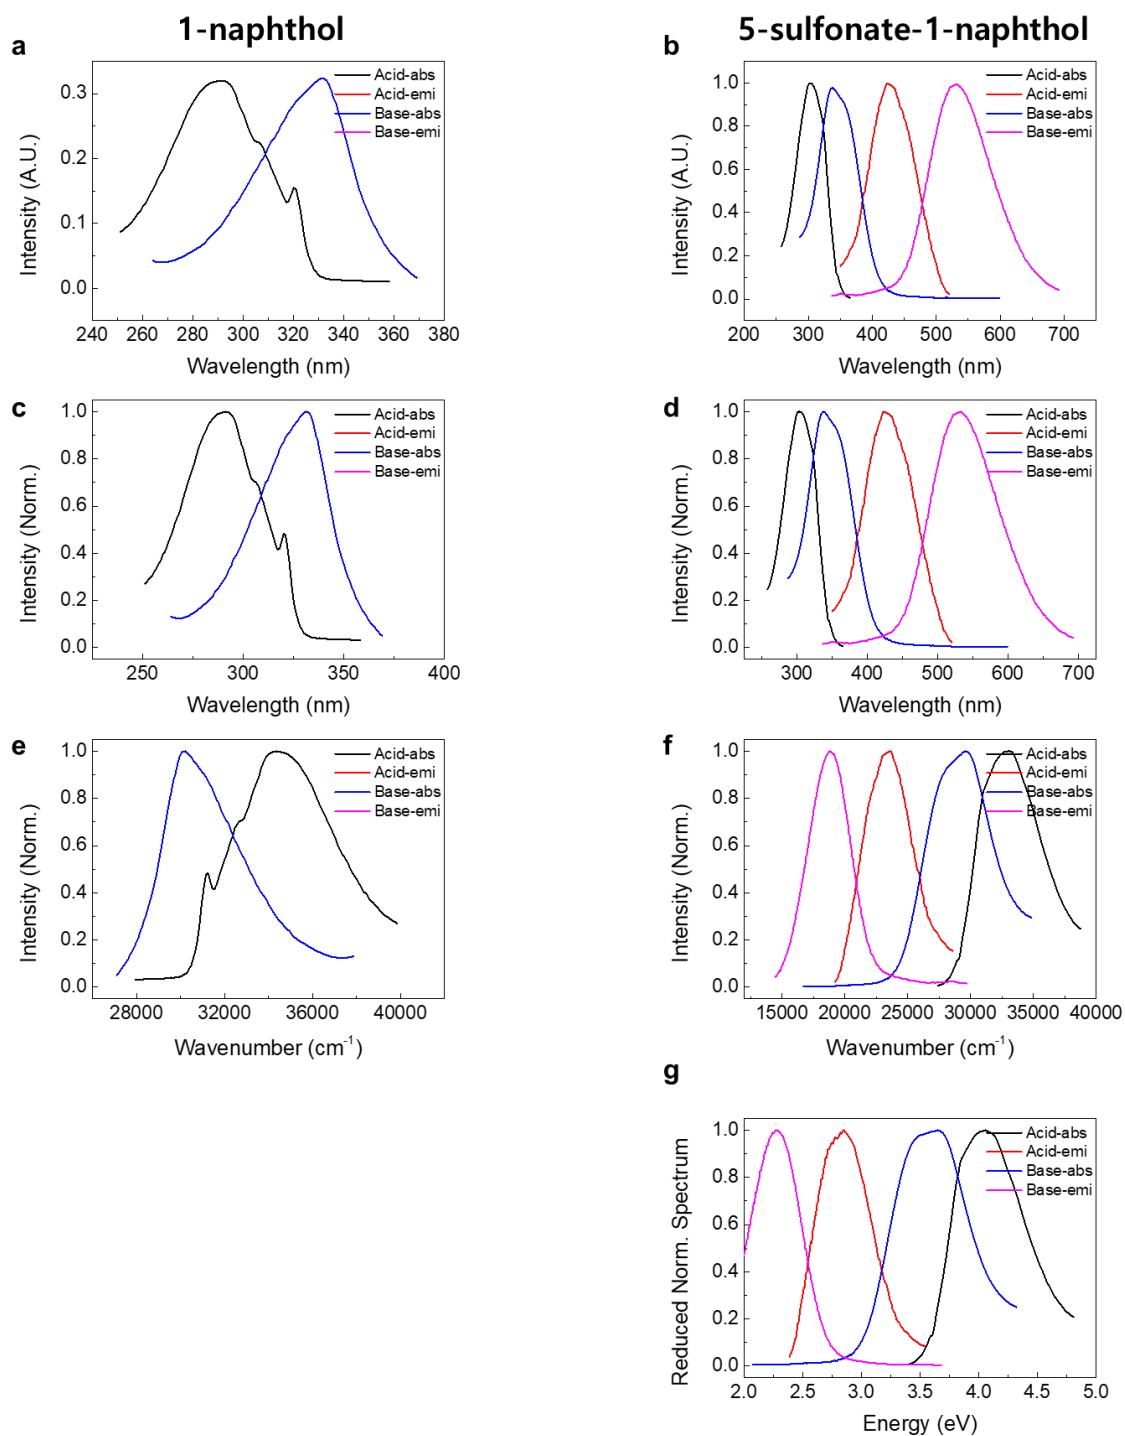 1-naphthol
5-sulfonate-1-naphthol
a
Intensity (A.U.)
0.3
0.2
0.1
0.0
Acid-abs
Acid-emi
Base-abs
Base-emi
240 260 280 300 320 340 360 380
Wavelength (nm)
b
Intensity (A.U.)
1.0
0.8
0.6
0.4
0.2
0.0
Acid-abs
Acid-emi
Base-abs
Base-emi
200 300 400 500 600 700
Wavelength (nm)
c
Intensity (Norm.)
1.0
0.8
0.6
0.4
0.2
0.0
Acid-abs
Acid-emi
Base-abs
Base-emi
250 300 350 400
Wavelength (nm)
d
Intensity (Norm.)
1.0
0.8
0.6
0.4
0.2
0.0
Acid-abs
Acid-emi
Base-abs
Base-emi
300 400 500 600 700
Wavelength (nm)
e
Intensity (Norm.)
1.0
0.8
0.6
0.4
0.2
0.0
Acid-abs
Acid-emi
Base-abs
Base-emi
28000 32000 36000 40000
Wavenumber (cm⁻¹)
f
Intensity (Norm.)
1.0
0.8
0.6
0.4
0.2
0.0
Acid-abs
Acid-emi
Base-abs
Base-emi
15000 20000 25000 30000 35000 40000
Wavenumber (cm⁻¹)
g
Reduced Norm. Spectrum
1.0
0.8
0.6
0.4
0.2
0.0
Acid-abs
Acid-emi
Base-abs
Base-emi
2.0 2.5 3.0 3.5 4.0 4.5 5.0
Energy (eV)